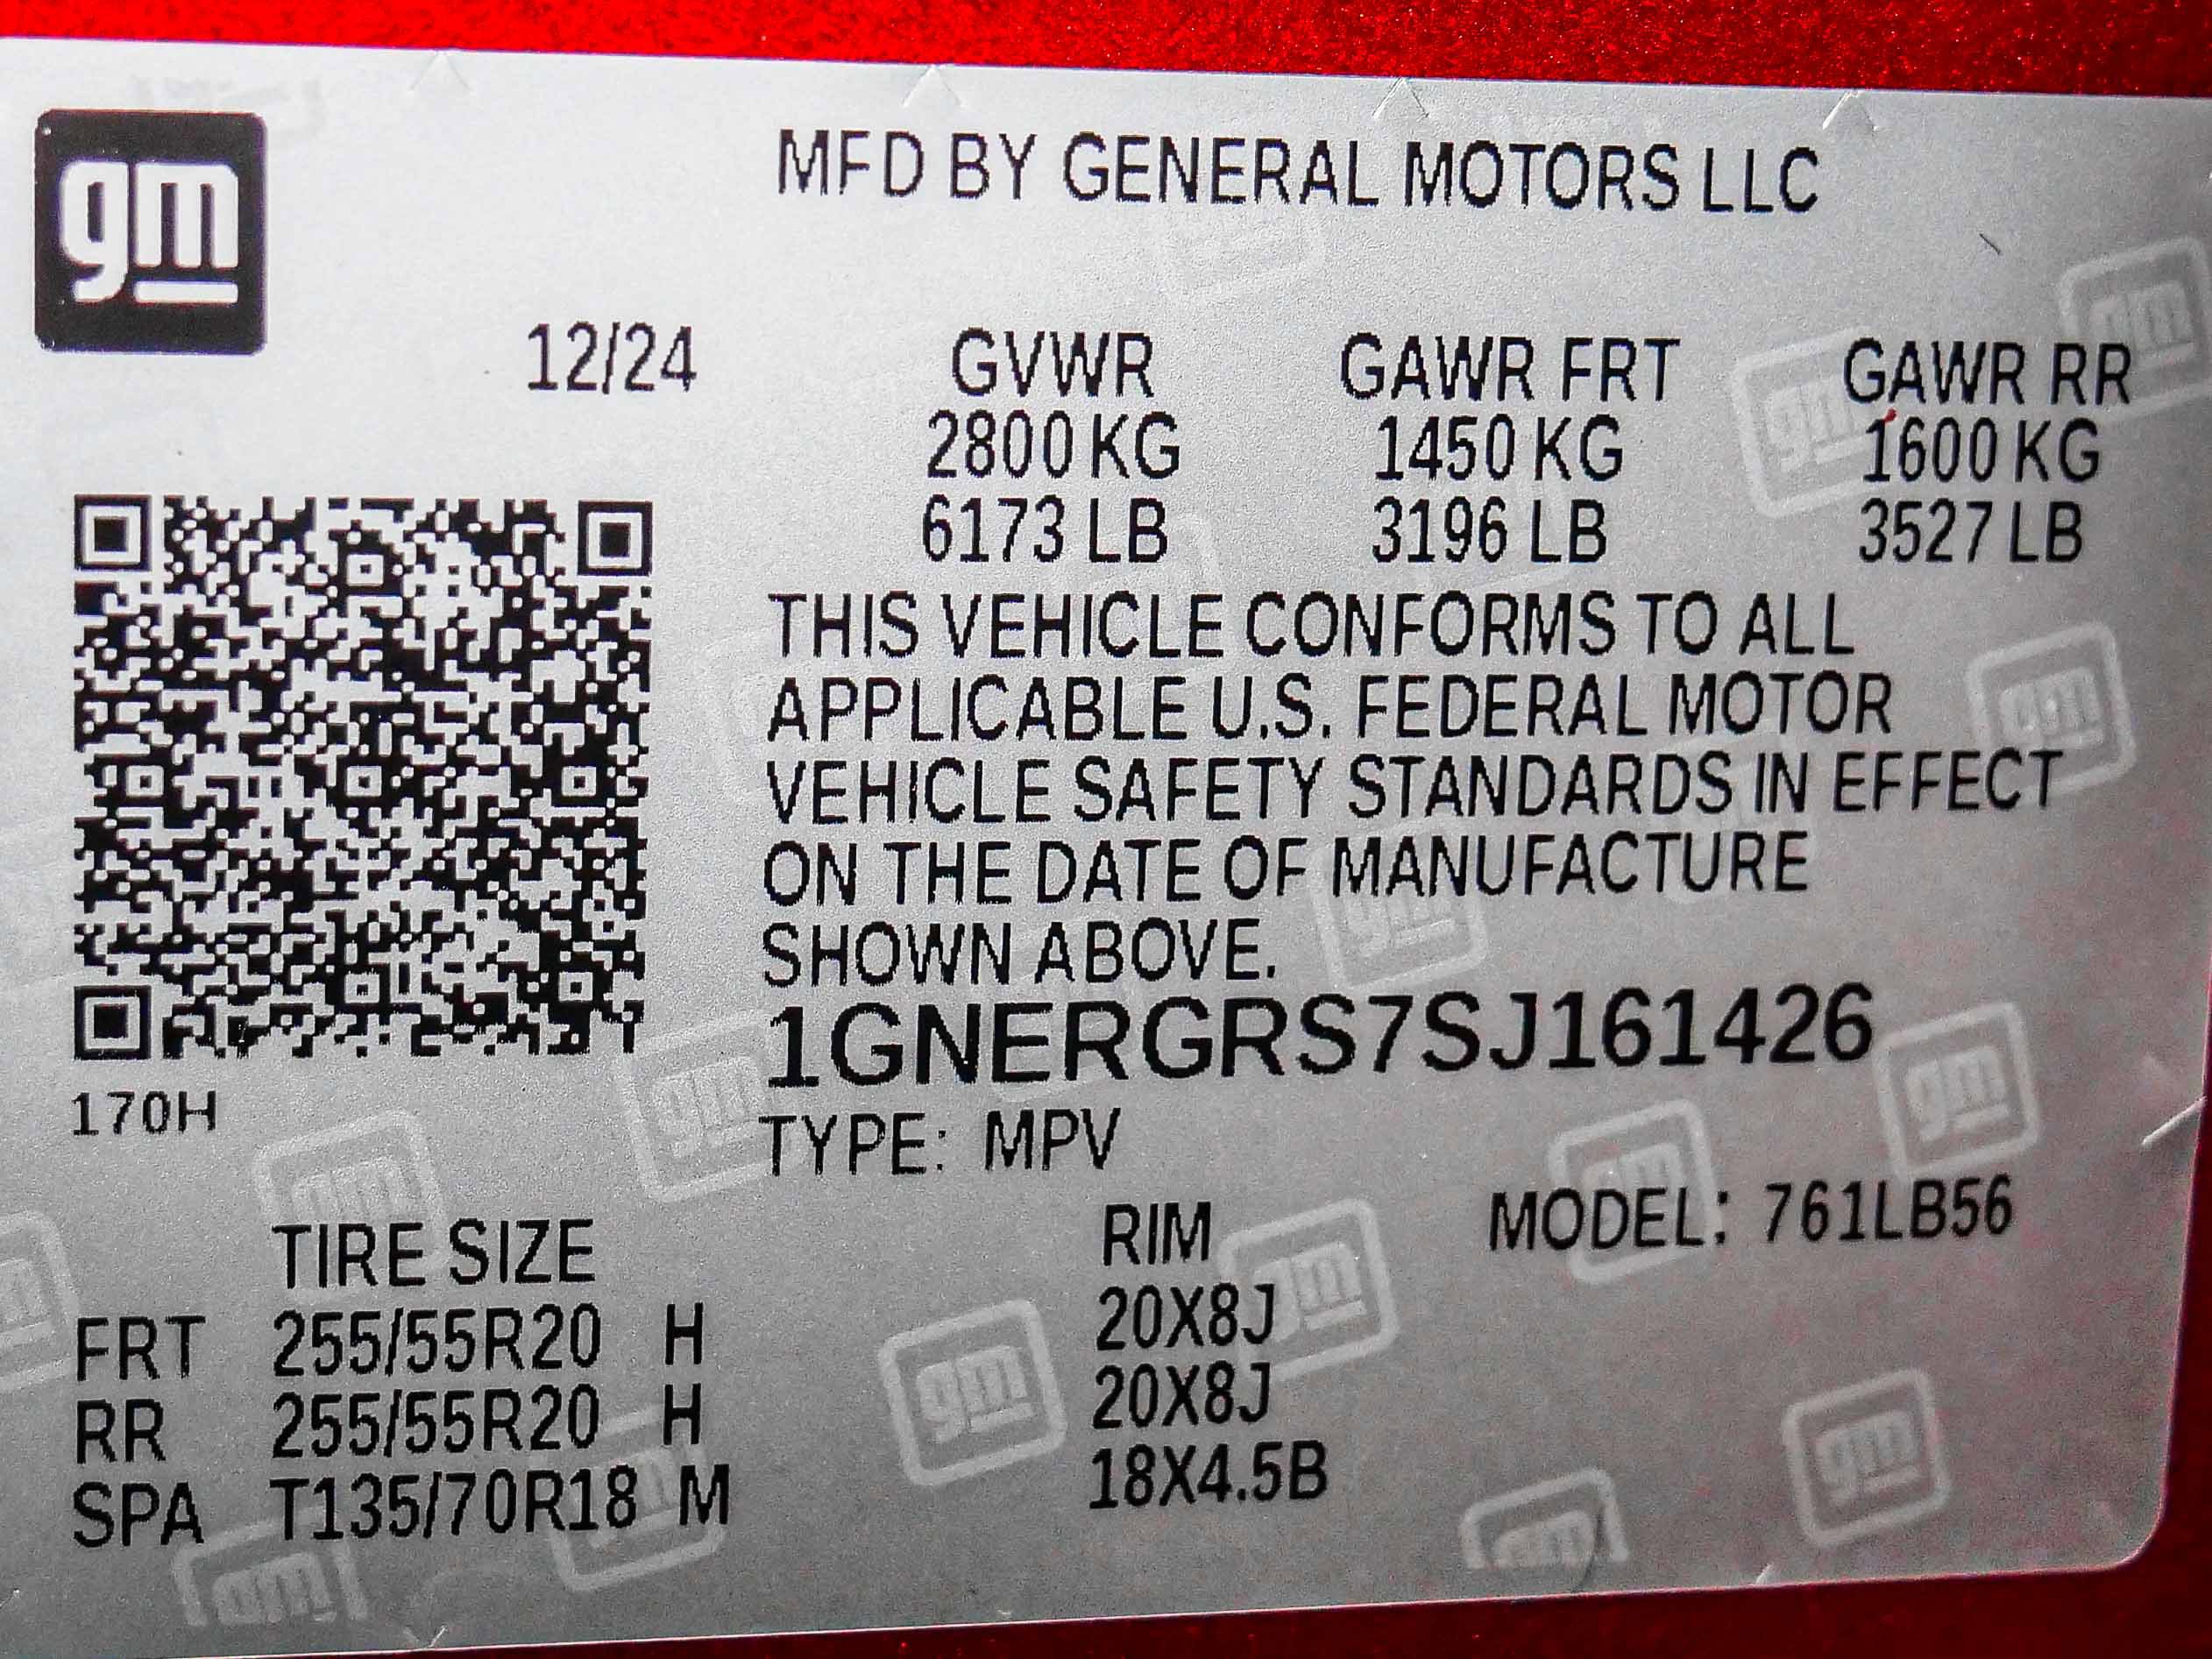 gm
MFD BY GENERAL MOTORS LLC
12/24 GVWR GAWR FRT GAWR RR
2800 KG 1450 KG 1600 KG
6173 LB 3196 LB 3527 LB
THIS VEHICLE CONFORMS TO ALL
APPLICABLE U.S. FEDERAL MOTOR
VEHICLE SAFETY STANDARDS IN EFFECT
ON THE DATE OF MANUFACTURE
SHOWN ABOVE.
1GNERGRS7SJ161426
170H
TYPE: MPV
MODEL: 761LB56
TIRE SIZE RIM
FRT 255/55R20 H 20X8J
RR 255/55R20 H 20X8J
SPA T135/70R18 M 18X4.5B